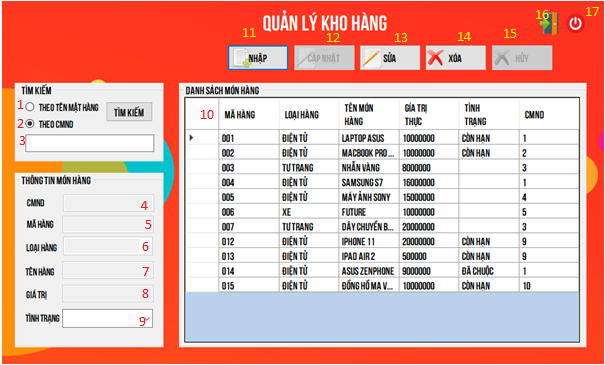 QUẢN LÝ KHO HÀNG
16 17
11 12 13 14 15
NHẬP CẬP NHẬT SỬA XÓA HỦY
TÌM KIẾM
1 THEO TÊN MẶT HÀNG
2 THEO CMND
TÌM KIẾM
3
THÔNG TIN MÓN HÀNG
CMND 4
MÃ HÀNG 5
LOẠI HÀNG 6
TÊN HÀNG 7
GIÁ TRỊ 8
TÌNH TRẠNG 9
DANH SÁCH MÓN HÀNG
10 MÃ HÀNG LOẠI HÀNG TÊN MÓN HÀNG GIÁ TRỊ THỰC TÌNH TRẠNG CMND
001 ĐIỆN TỬ LAPTOP ASUS 10000000 CÒN HẠN 1
002 ĐIỆN TỬ MACBOOK PRO ... 10000000 CÒN HẠN 2
003 TƯ TRANG NHẪN VÀNG 8000000 3
004 ĐIỆN TỬ SAMSUNG S7 16000000 1
005 ĐIỆN TỬ MÁY ẢNH SONY 15000000 4
006 XE FUTURE 10000000 5
007 TƯ TRANG DÂY CHUYỀN B... 20000000 3
012 ĐIỆN TỬ IPHONE 11 20000000 CÒN HẠN 9
013 ĐIỆN TỬ IPAD AIR 2 500000 CÒN HẠN 9
014 ĐIỆN TỬ ASUS ZENPHONE 9000000 ĐÃ CHUỘC 1
015 ĐIỆN TỬ ĐỒNG HỒ MẠ V... 10000000 CÒN HẠN 10